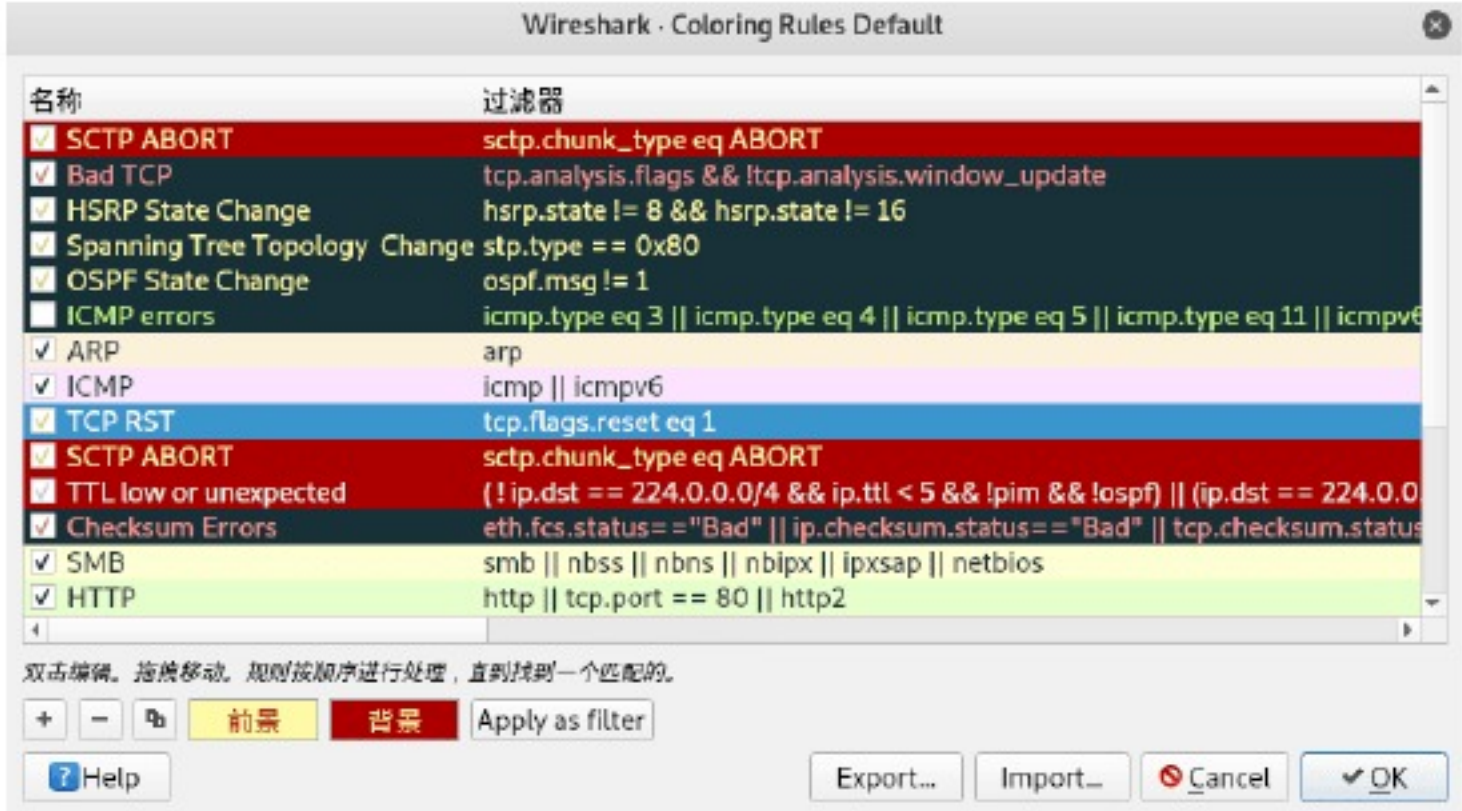 Wireshark · Coloring Rules Default
名称 过滤器
SCTP ABORT sctp.chunk_type eq ABORT
Bad TCP tcp.analysis.flags && !tcp.analysis.window_update
HSRP State Change hsrp.state != 8 && hsrp.state != 16
Spanning Tree Topology Change stp.type == 0x80
OSPF State Change ospf.msg != 1
ICMP errors icmp.type eq 3 || icmp.type eq 4 || icmp.type eq 5 || icmp.type eq 11 || icmpv6
ARP arp
ICMP icmp || icmpv6
TCP RST tcp.flags.reset eq 1
SCTP ABORT sctp.chunk_type eq ABORT
TTL low or unexpected ( ! ip.dst == 224.0.0.0/4 && ip.ttl < 5 && !pim && !ospf) || (ip.dst == 224.0.0.
Checksum Errors eth.fcs.status=="Bad" || ip.checksum.status=="Bad" || tcp.checksum.status
SMB smb || nbss || nbns || nbipx || ipxsap || netbios
HTTP http || tcp.port == 80 || http2
双击编辑。拖拽移动。规则按顺序进行处理，直到找到一个匹配的。
+ − 前景 背景 Apply as filter
Help Export... Import... Cancel OK